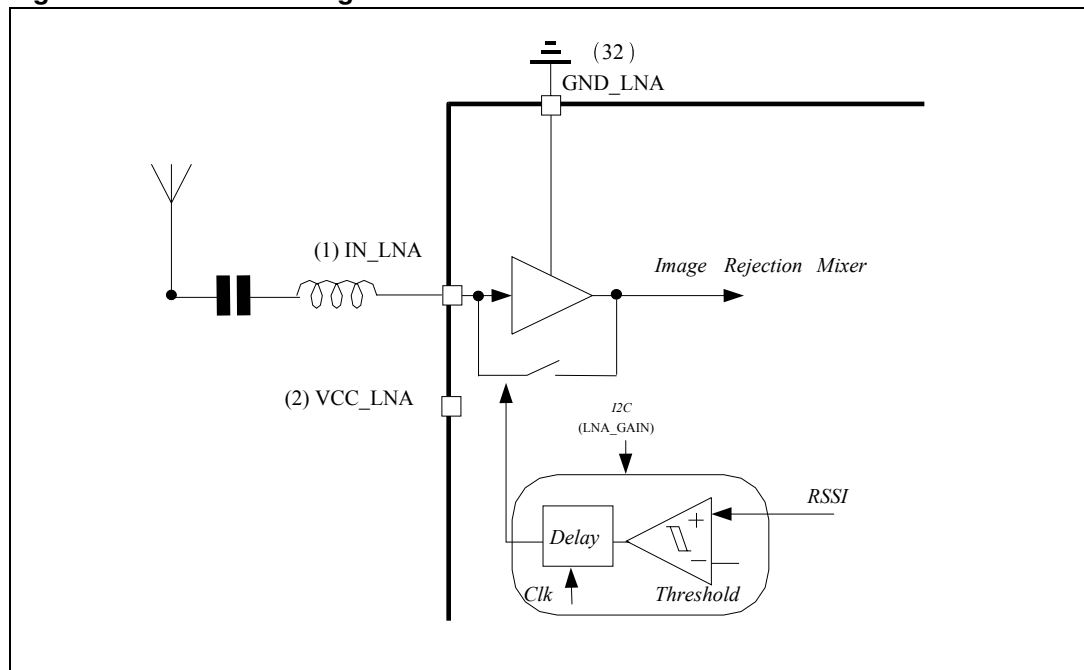 (32)
GND_LNA
(1) IN_LNA
Image Rejection Mixer
(2) VCC_LNA
I2C
(LNA_GAIN)
RSSI
+
Delay
−
Clk
Threshold